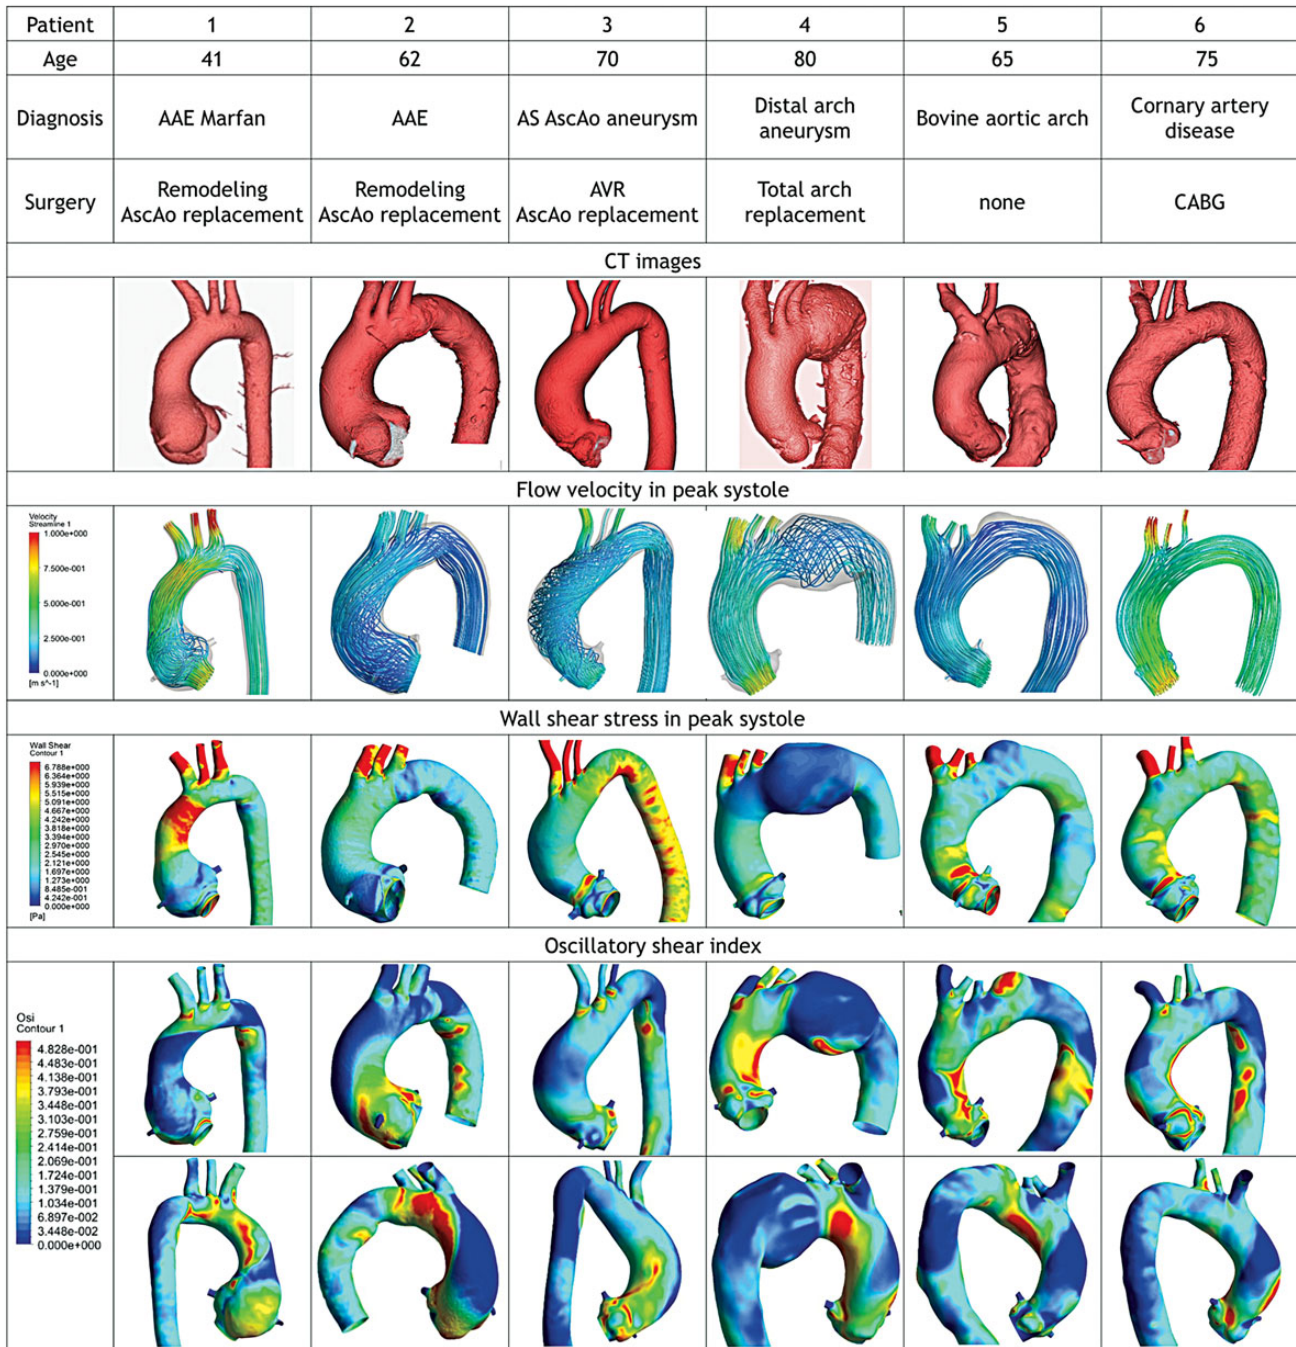 Patient 1 2 3 4 5 6
Age 41 62 70 80 65 75
Diagnosis AAE Marfan AAE AS AscAo aneurysm Distal arch aneurysm Bovine aortic arch Cornary artery disease
Surgery Remodeling AscAo replacement Remodeling AscAo replacement AVR AscAo replacement Total arch replacement none CABG
CT images
Flow velocity in peak systole
Velocity
Streamine 1
1.000e+000
7.500e-001
5.000e-001
2.500e-001
0.000e+000
[m s^-1]
Wall shear stress in peak systole
Wall Shear
Contour 1
6.788e+000
6.364e+000
5.939e+000
5.515e+000
5.091e+000
4.667e+000
4.242e+000
3.818e+000
3.394e+000
2.970e+000
2.545e+000
2.121e+000
1.697e+000
1.273e+000
8.485e-001
4.242e-001
0.000e+000
[Pa]
Oscillatory shear index
Osi
Contour 1
4.828e-001
4.483e-001
4.138e-001
3.793e-001
3.448e-001
3.103e-001
2.759e-001
2.414e-001
2.069e-001
1.724e-001
1.379e-001
1.034e-001
6.897e-002
3.448e-002
0.000e+000